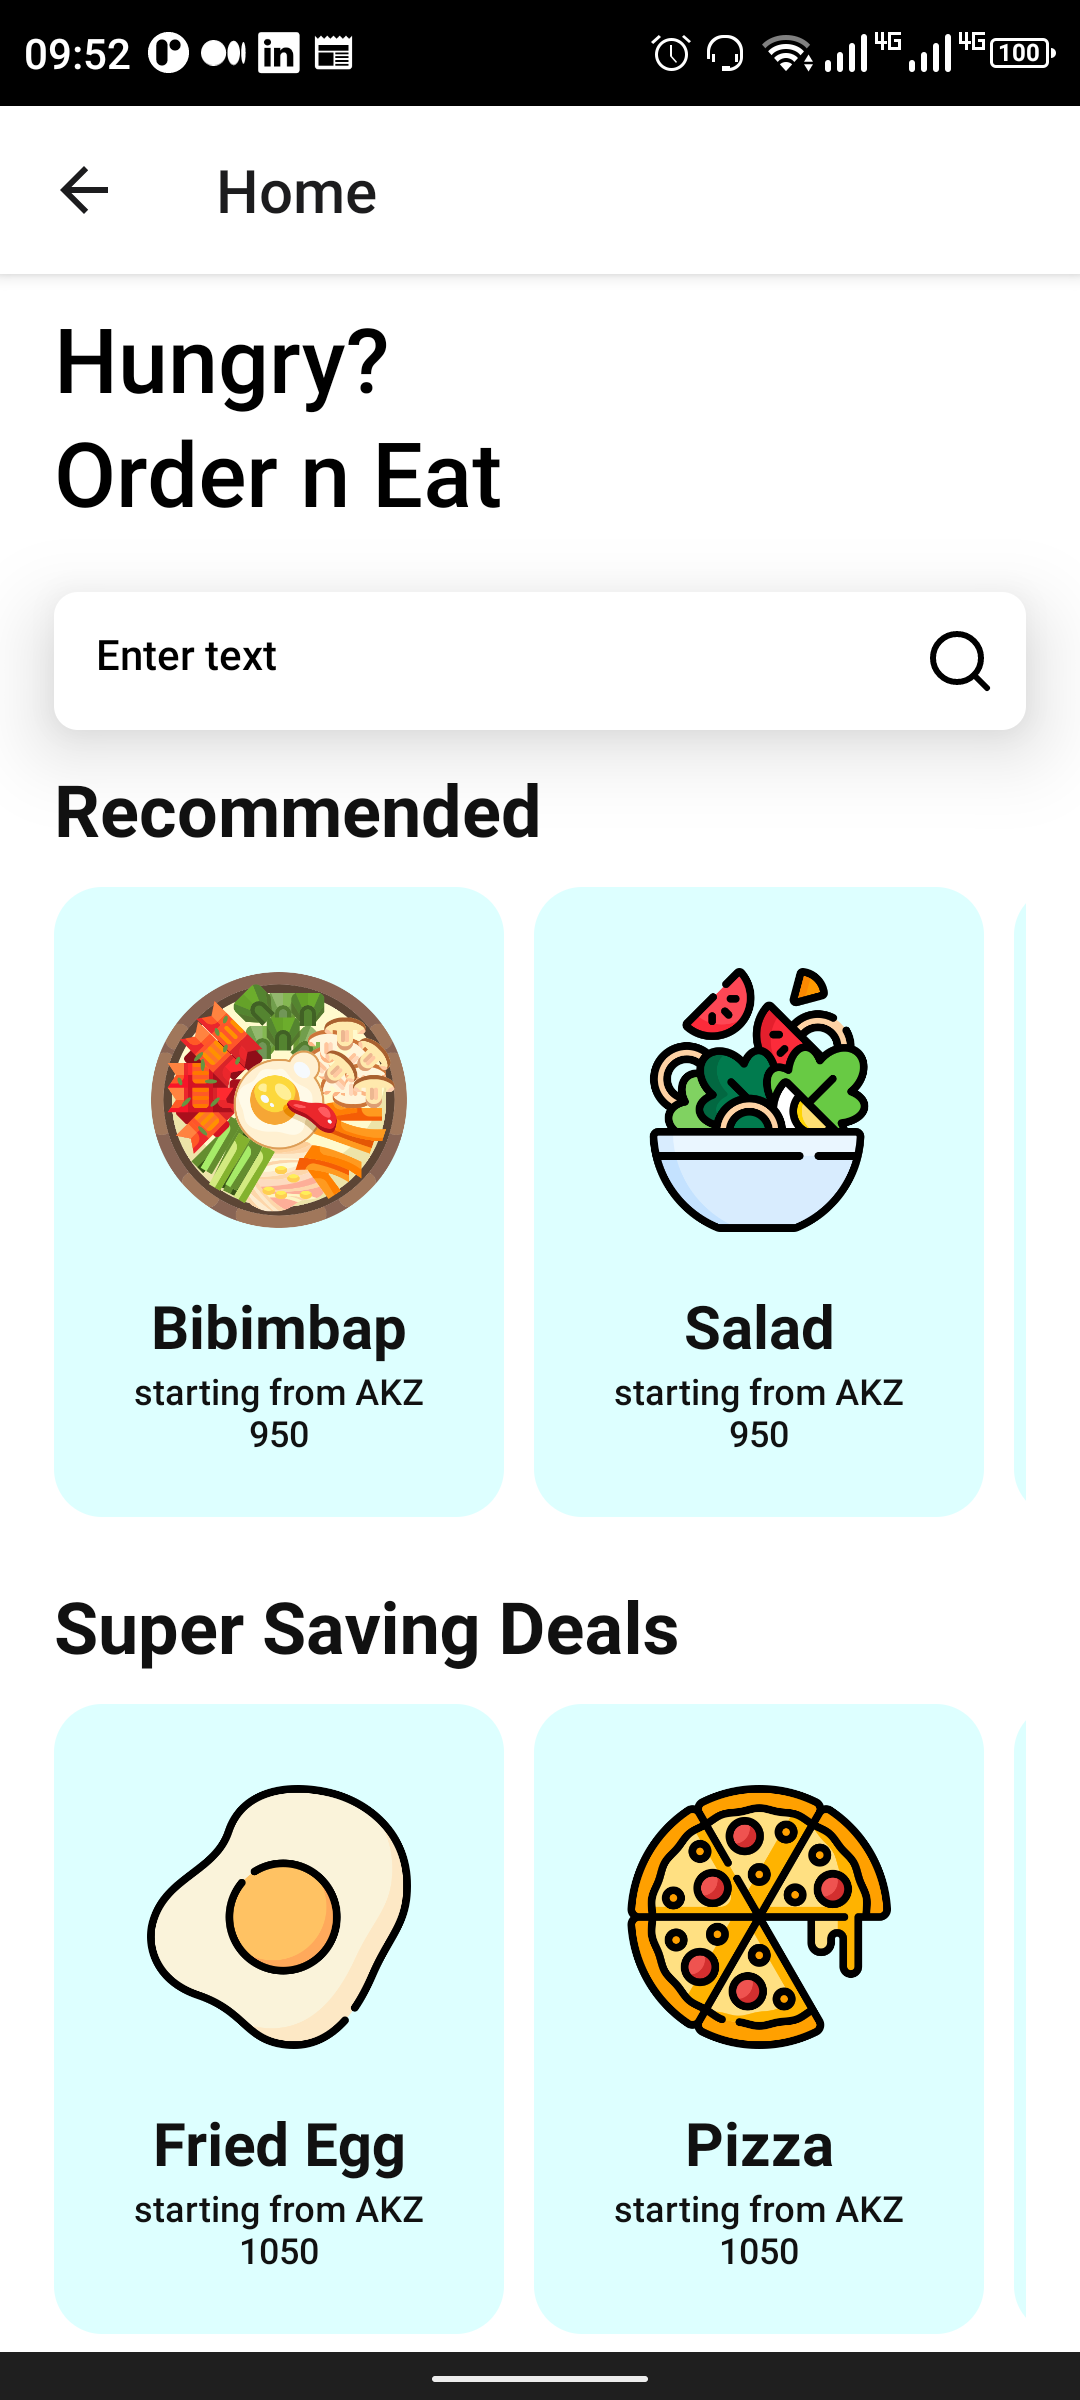 09:52
in
4G
4G
100
Home
Hungry?
Order n Eat
Enter text
Recommended
Bibimbap
starting from AKZ
950
Salad
starting from AKZ
950
Super Saving Deals
Fried Egg
starting from AKZ
1050
Pizza
starting from AKZ
1050